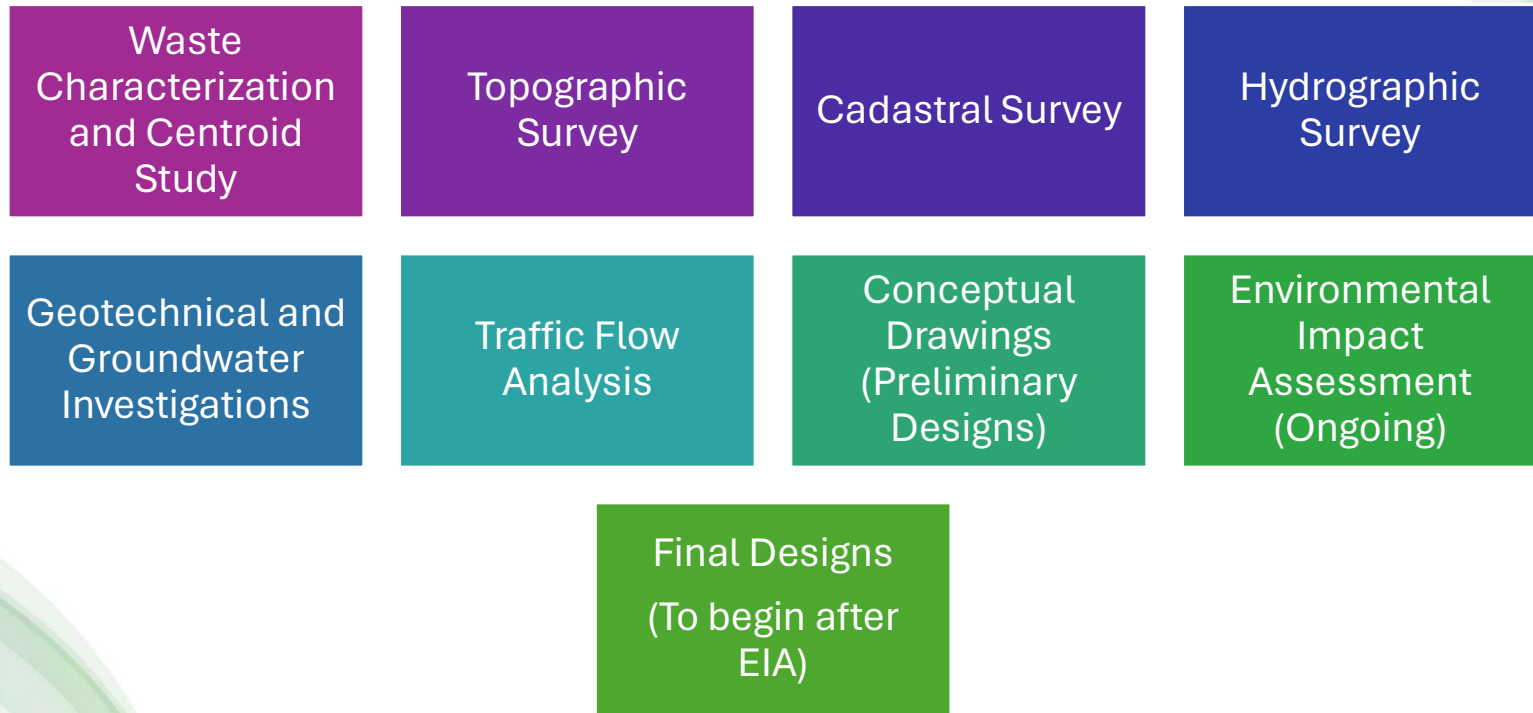 Waste
Characterization
and Centroid
Study
Topographic
Survey
Cadastral Survey
Hydrographic
Survey
Geotechnical and
Groundwater
Investigations
Traffic Flow
Analysis
Conceptual
Drawings
(Preliminary
Designs)
Environmental
Impact
Assessment
(Ongoing)
Final Designs
(To begin after
EIA)